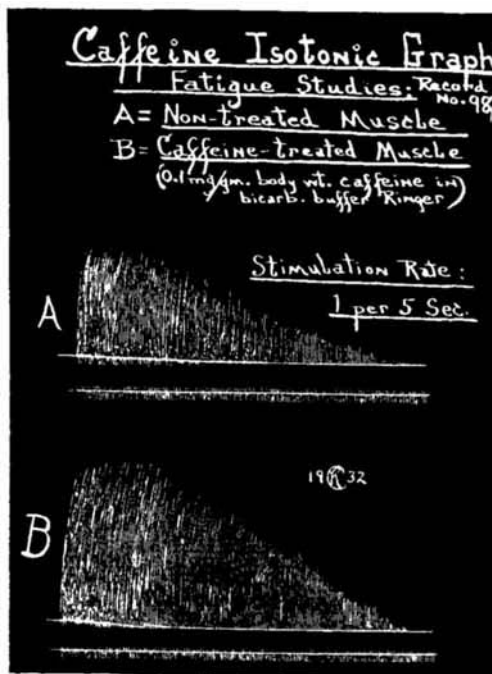 Caffeine Isotonic Graph
Fatigue Studies: Record
No. 98
A = Non-treated Muscle
B = Caffeine-treated Muscle
(0.1 mg/gm. body wt. caffeine in
bicarb. buffer Ringer)
Stimulation Rate:
1 per 5 Sec.
A
19 K 32
B